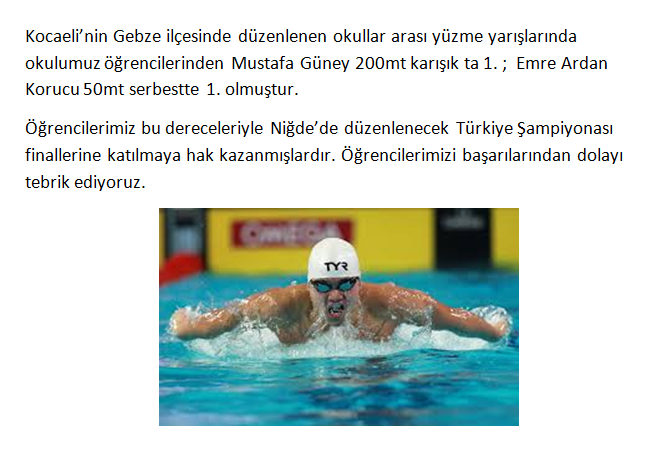 Kocaeli’nin Gebze ilçesinde düzenlenen okullar arası yüzme yarışlarında
okulumuz öğrencilerinden Mustafa Güney 200mt karışık ta 1. ; Emre Ardan
Korucu 50mt serbestte 1. olmuştur.
Öğrencilerimiz bu dereceleriyle Niğde’de düzenlenecek Türkiye Şampiyonası
finallerine katılmaya hak kazanmışlardır. Öğrencilerimizi başarılarından dolayı
tebrik ediyoruz.
OMEGA
TYR